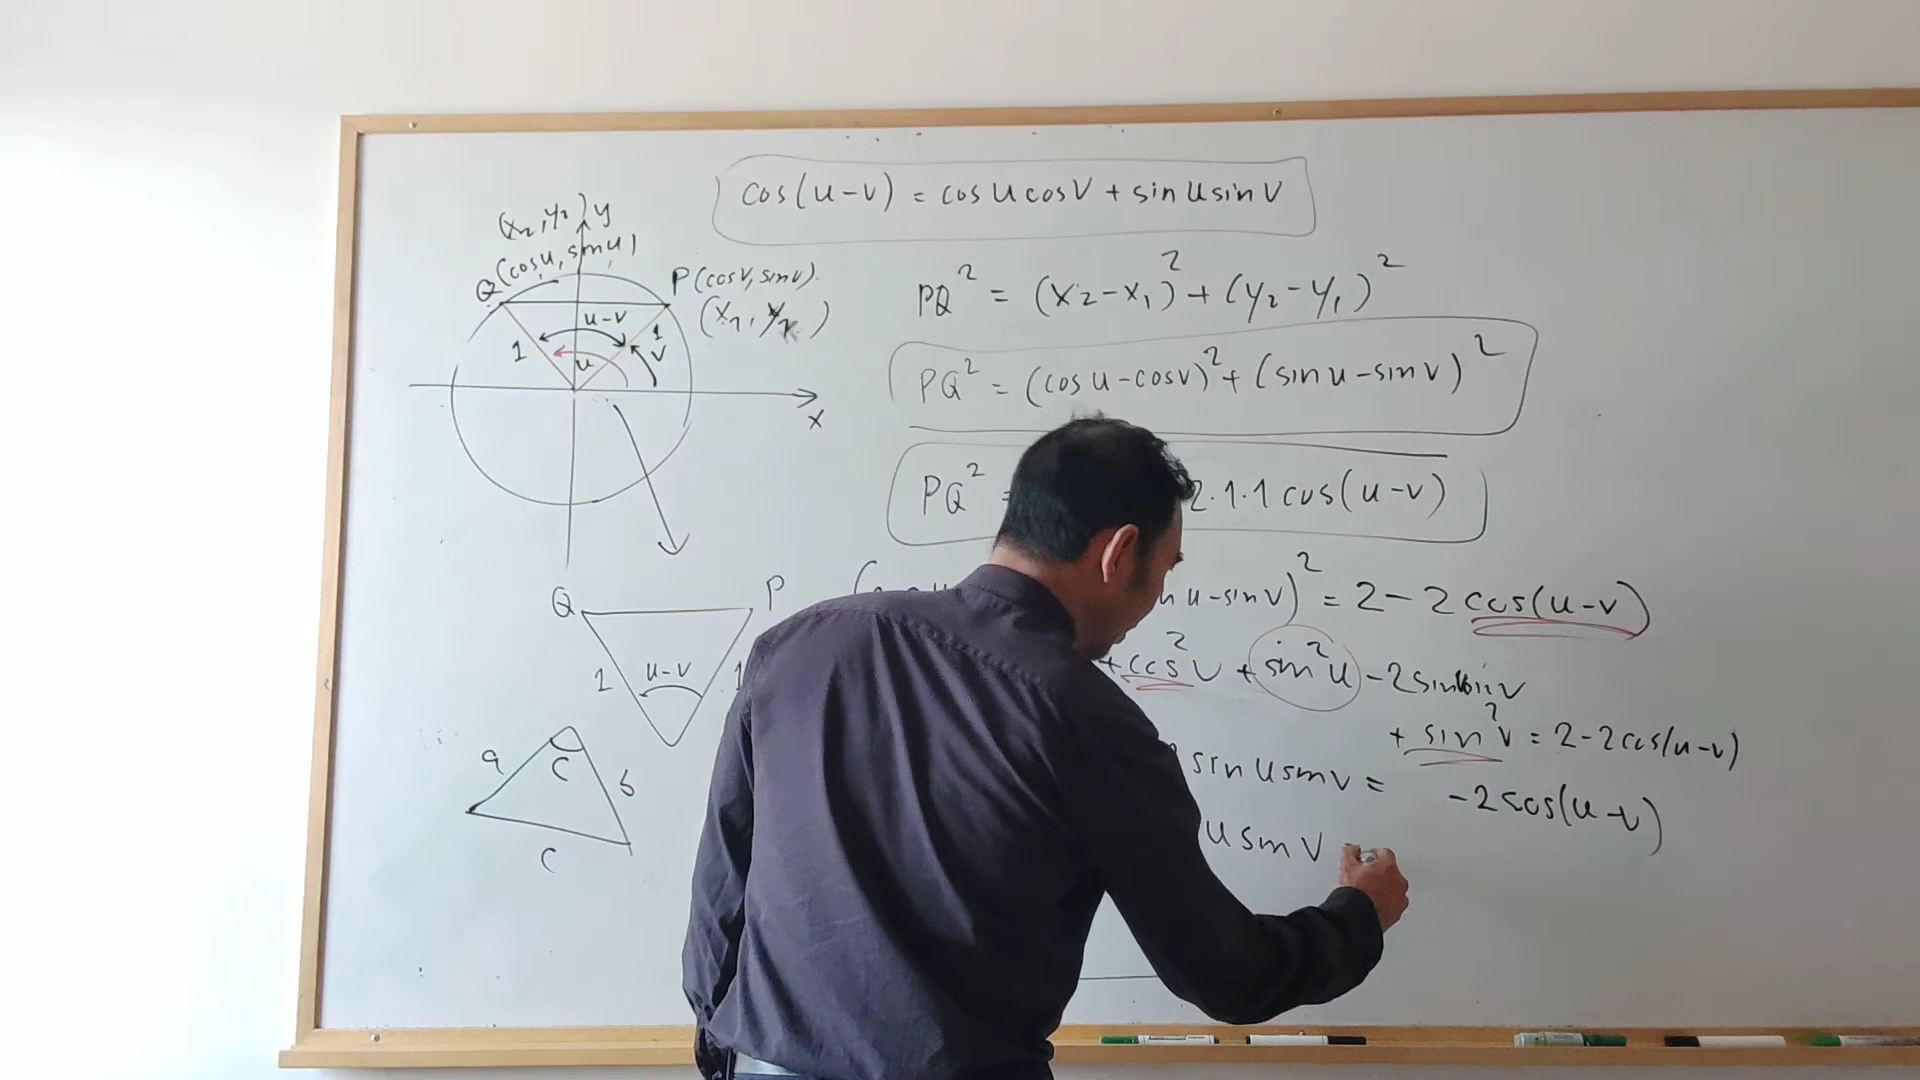 cos(u-v) = cos u cos v + sin u sin v
(x₂, y₂) y
Q(cos u, sin u)
P(cos v, sin v).
u-v
1
1
v
u
x
PQ² = (x₂-x₁)² + (y₂-y₁)²
PQ² = (cos u - cos v)² + (sin u - sin v)²
PQ² 2·1·1 cos(u-v)
u - sin v)² = 2 - 2 cos(u-v)
+ cos² v + sin² u - 2 sin u sin v
+ sin² v = 2 - 2 cos(u-v)
sin u sin v = -2 cos(u-v)
u sin v
Q
P
1
u-v
1
a
C
b
c